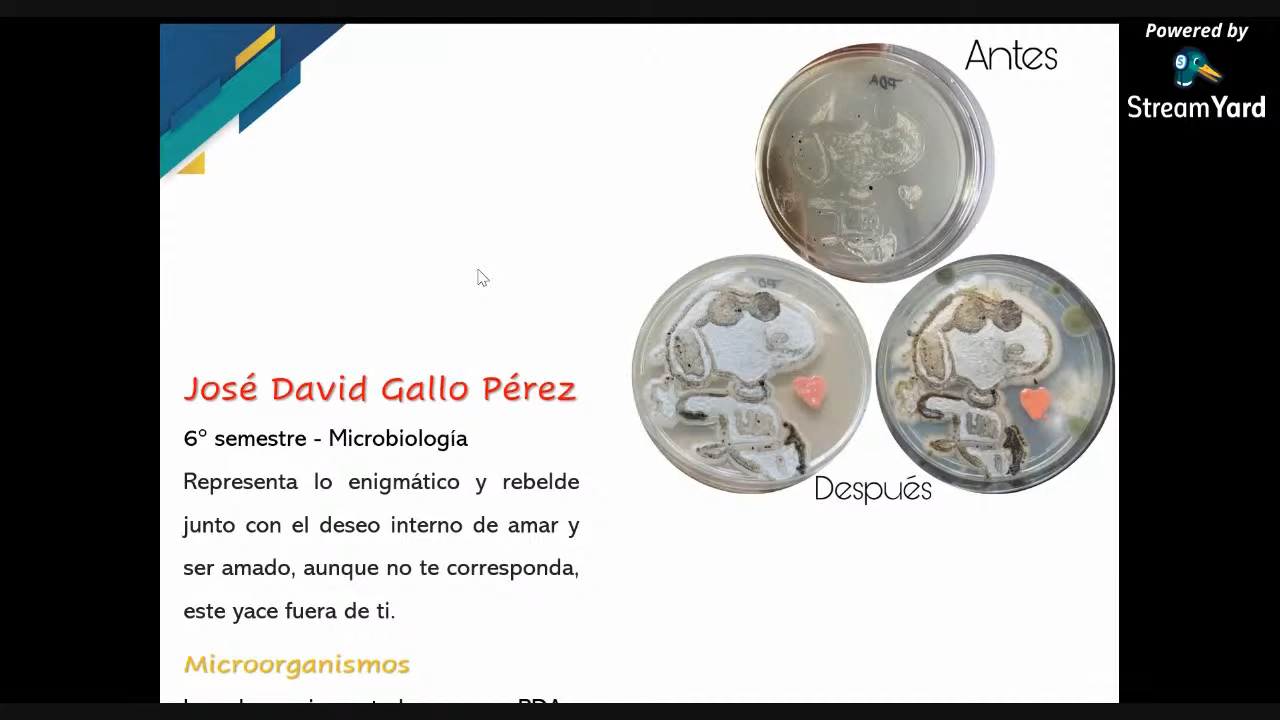 Powered by
StreamYard
Antes
José David Gallo Pérez
6° semestre - Microbiología
Representa lo enigmático y rebelde
junto con el deseo interno de amar y
ser amado, aunque no te corresponda,
este yace fuera de ti.
Después
Microorganismos
PDA